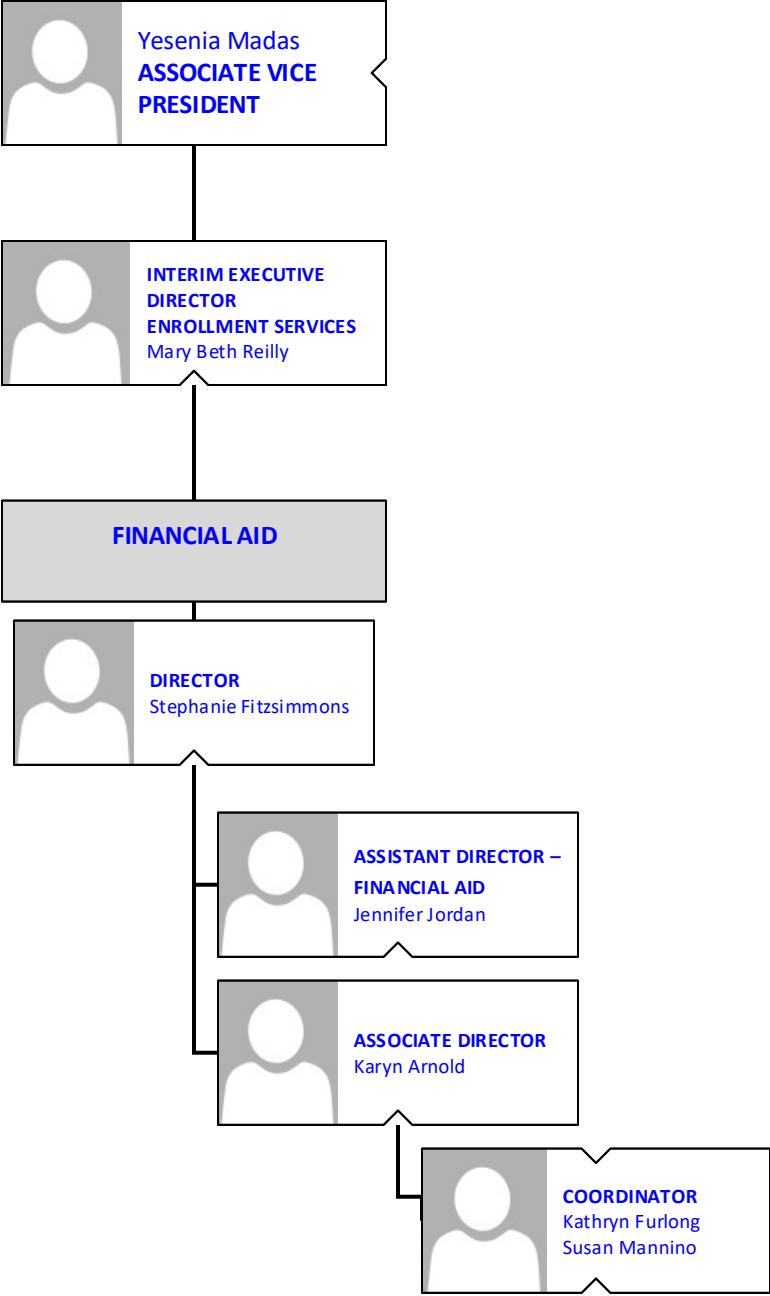 Yesenia Madas
ASSOCIATE VICE
PRESIDENT
INTERIM EXECUTIVE
DIRECTOR
ENROLLMENT SERVICES
Mary Beth Reilly
FINANCIAL AID
DIRECTOR
Stephanie Fitzsimmons
ASSISTANT DIRECTOR –
FINANCIAL AID
Jennifer Jordan
ASSOCIATE DIRECTOR
Karyn Arnold
COORDINATOR
Kathryn Furlong
Susan Mannino